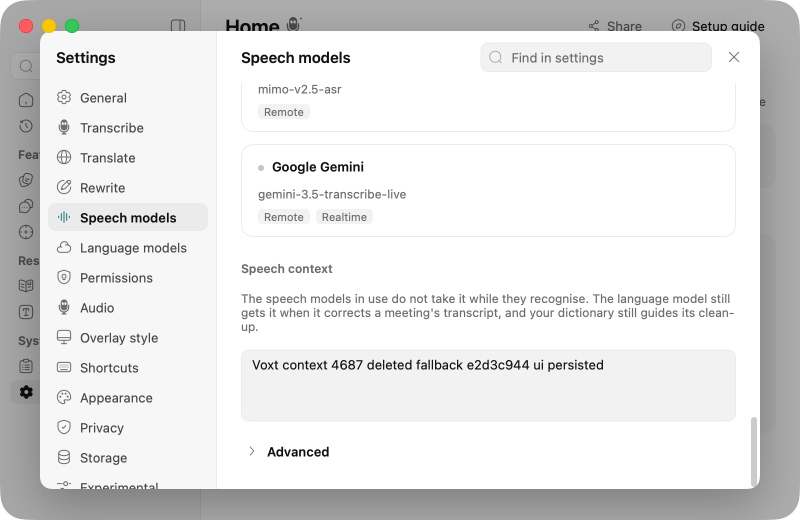 Home
Share
Setup guide
Settings
General
Transcribe
Translate
Rewrite
Speech models
Language models
Permissions
Audio
Overlay style
Shortcuts
Appearance
Privacy
Storage
Experimental
Speech models
Find in settings
mimo-v2.5-asr
Remote
Google Gemini
gemini-3.5-transcribe-live
Remote
Realtime
Speech context
The speech models in use do not take it while they recognise. The language model still
gets it when it corrects a meeting's transcript, and your dictionary still guides its clean-
up.
Voxt context 4687 deleted fallback e2d3c944 ui persisted
Advanced